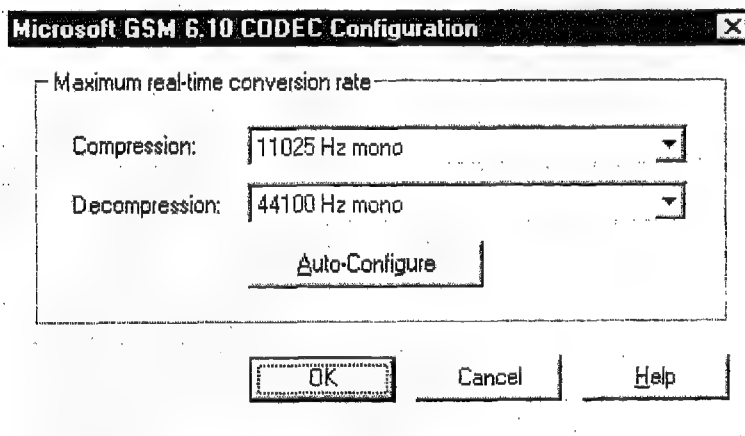 Microsoft GSM 6.10 CODEC Configuration
Maximum real-time conversion rate
Compression: 11025 Hz mono
Decompression: 44100 Hz mono
Auto-Configure
OK Cancel Help